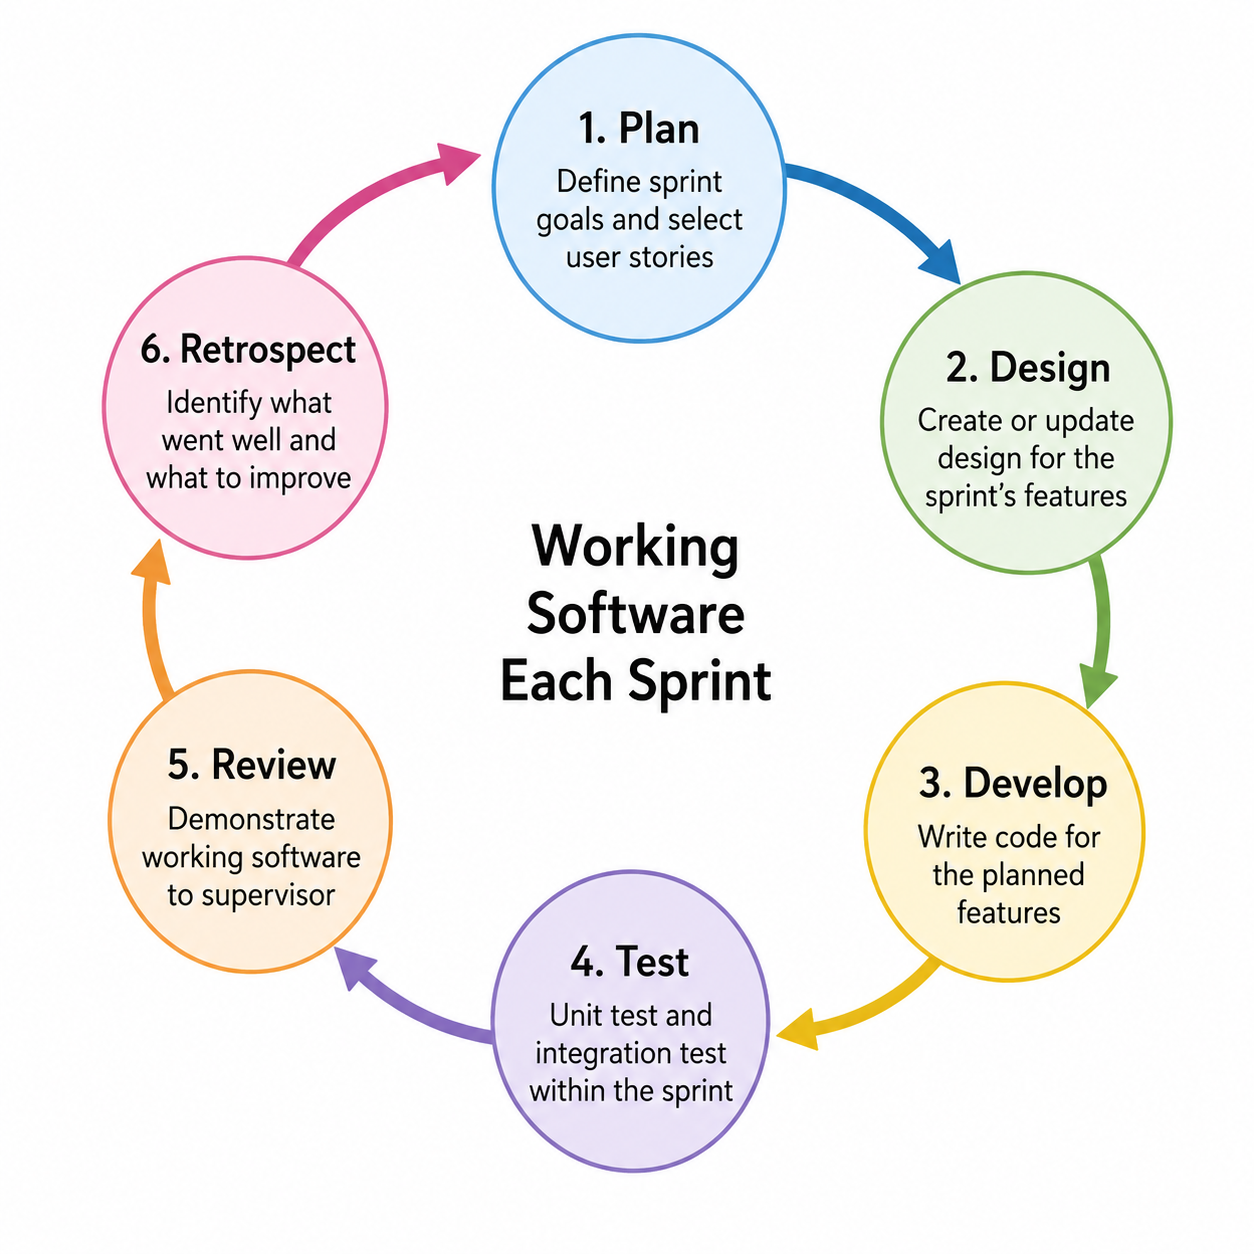 1. Plan
Define sprint
goals and select
user stories
2. Design
Create or update
design for the
sprint's features
3. Develop
Write code for
the planned
features
4. Test
Unit test and
integration test
within the sprint
5. Review
Demonstrate
working software
to supervisor
6. Retrospect
Identify what
went well and
what to improve
Working
Software
Each Sprint